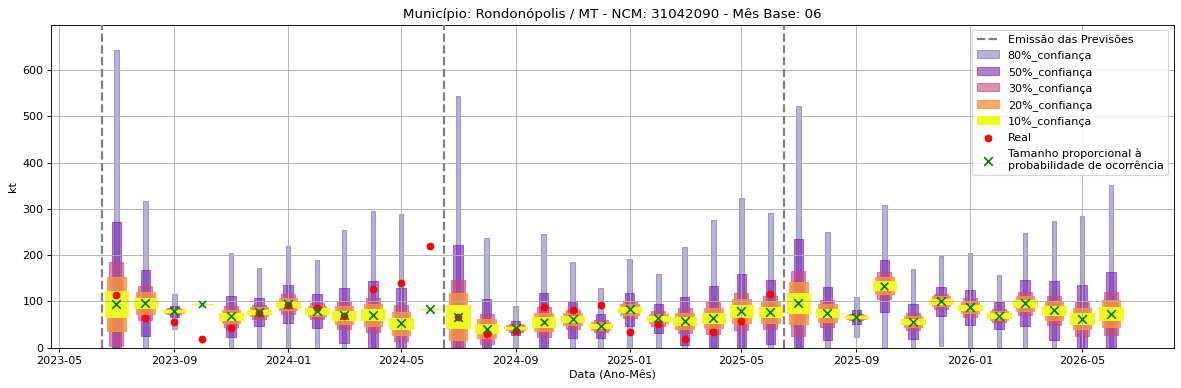 Município: Rondonópolis / MT - NCM: 31042090 - Mês Base: 06
Emissão das Previsões
80%_confiança
50%_confiança
30%_confiança
20%_confiança
10%_confiança
Real
Tamanho proporcional à
probabilidade de ocorrência
600
500
400
300
200
100
0
kt
2023-05 2023-09 2024-01 2024-05 2024-09 2025-01 2025-05 2025-09 2026-01 2026-05
Data (Ano-Mês)